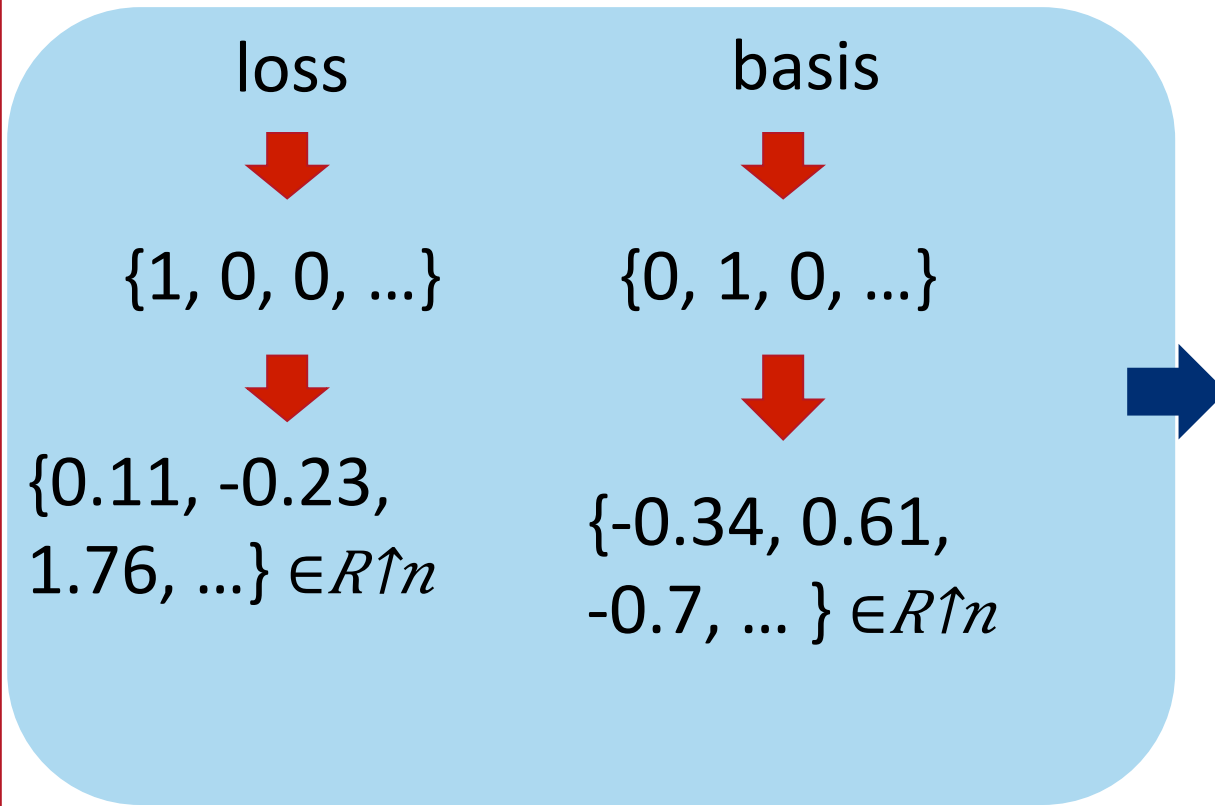 loss
{1, 0, 0, …}
{0.11, -0.23,
1.76, …} ∈R↑n
basis
{0, 1, 0, …}
{-0.34, 0.61,
-0.7, … } ∈R↑n